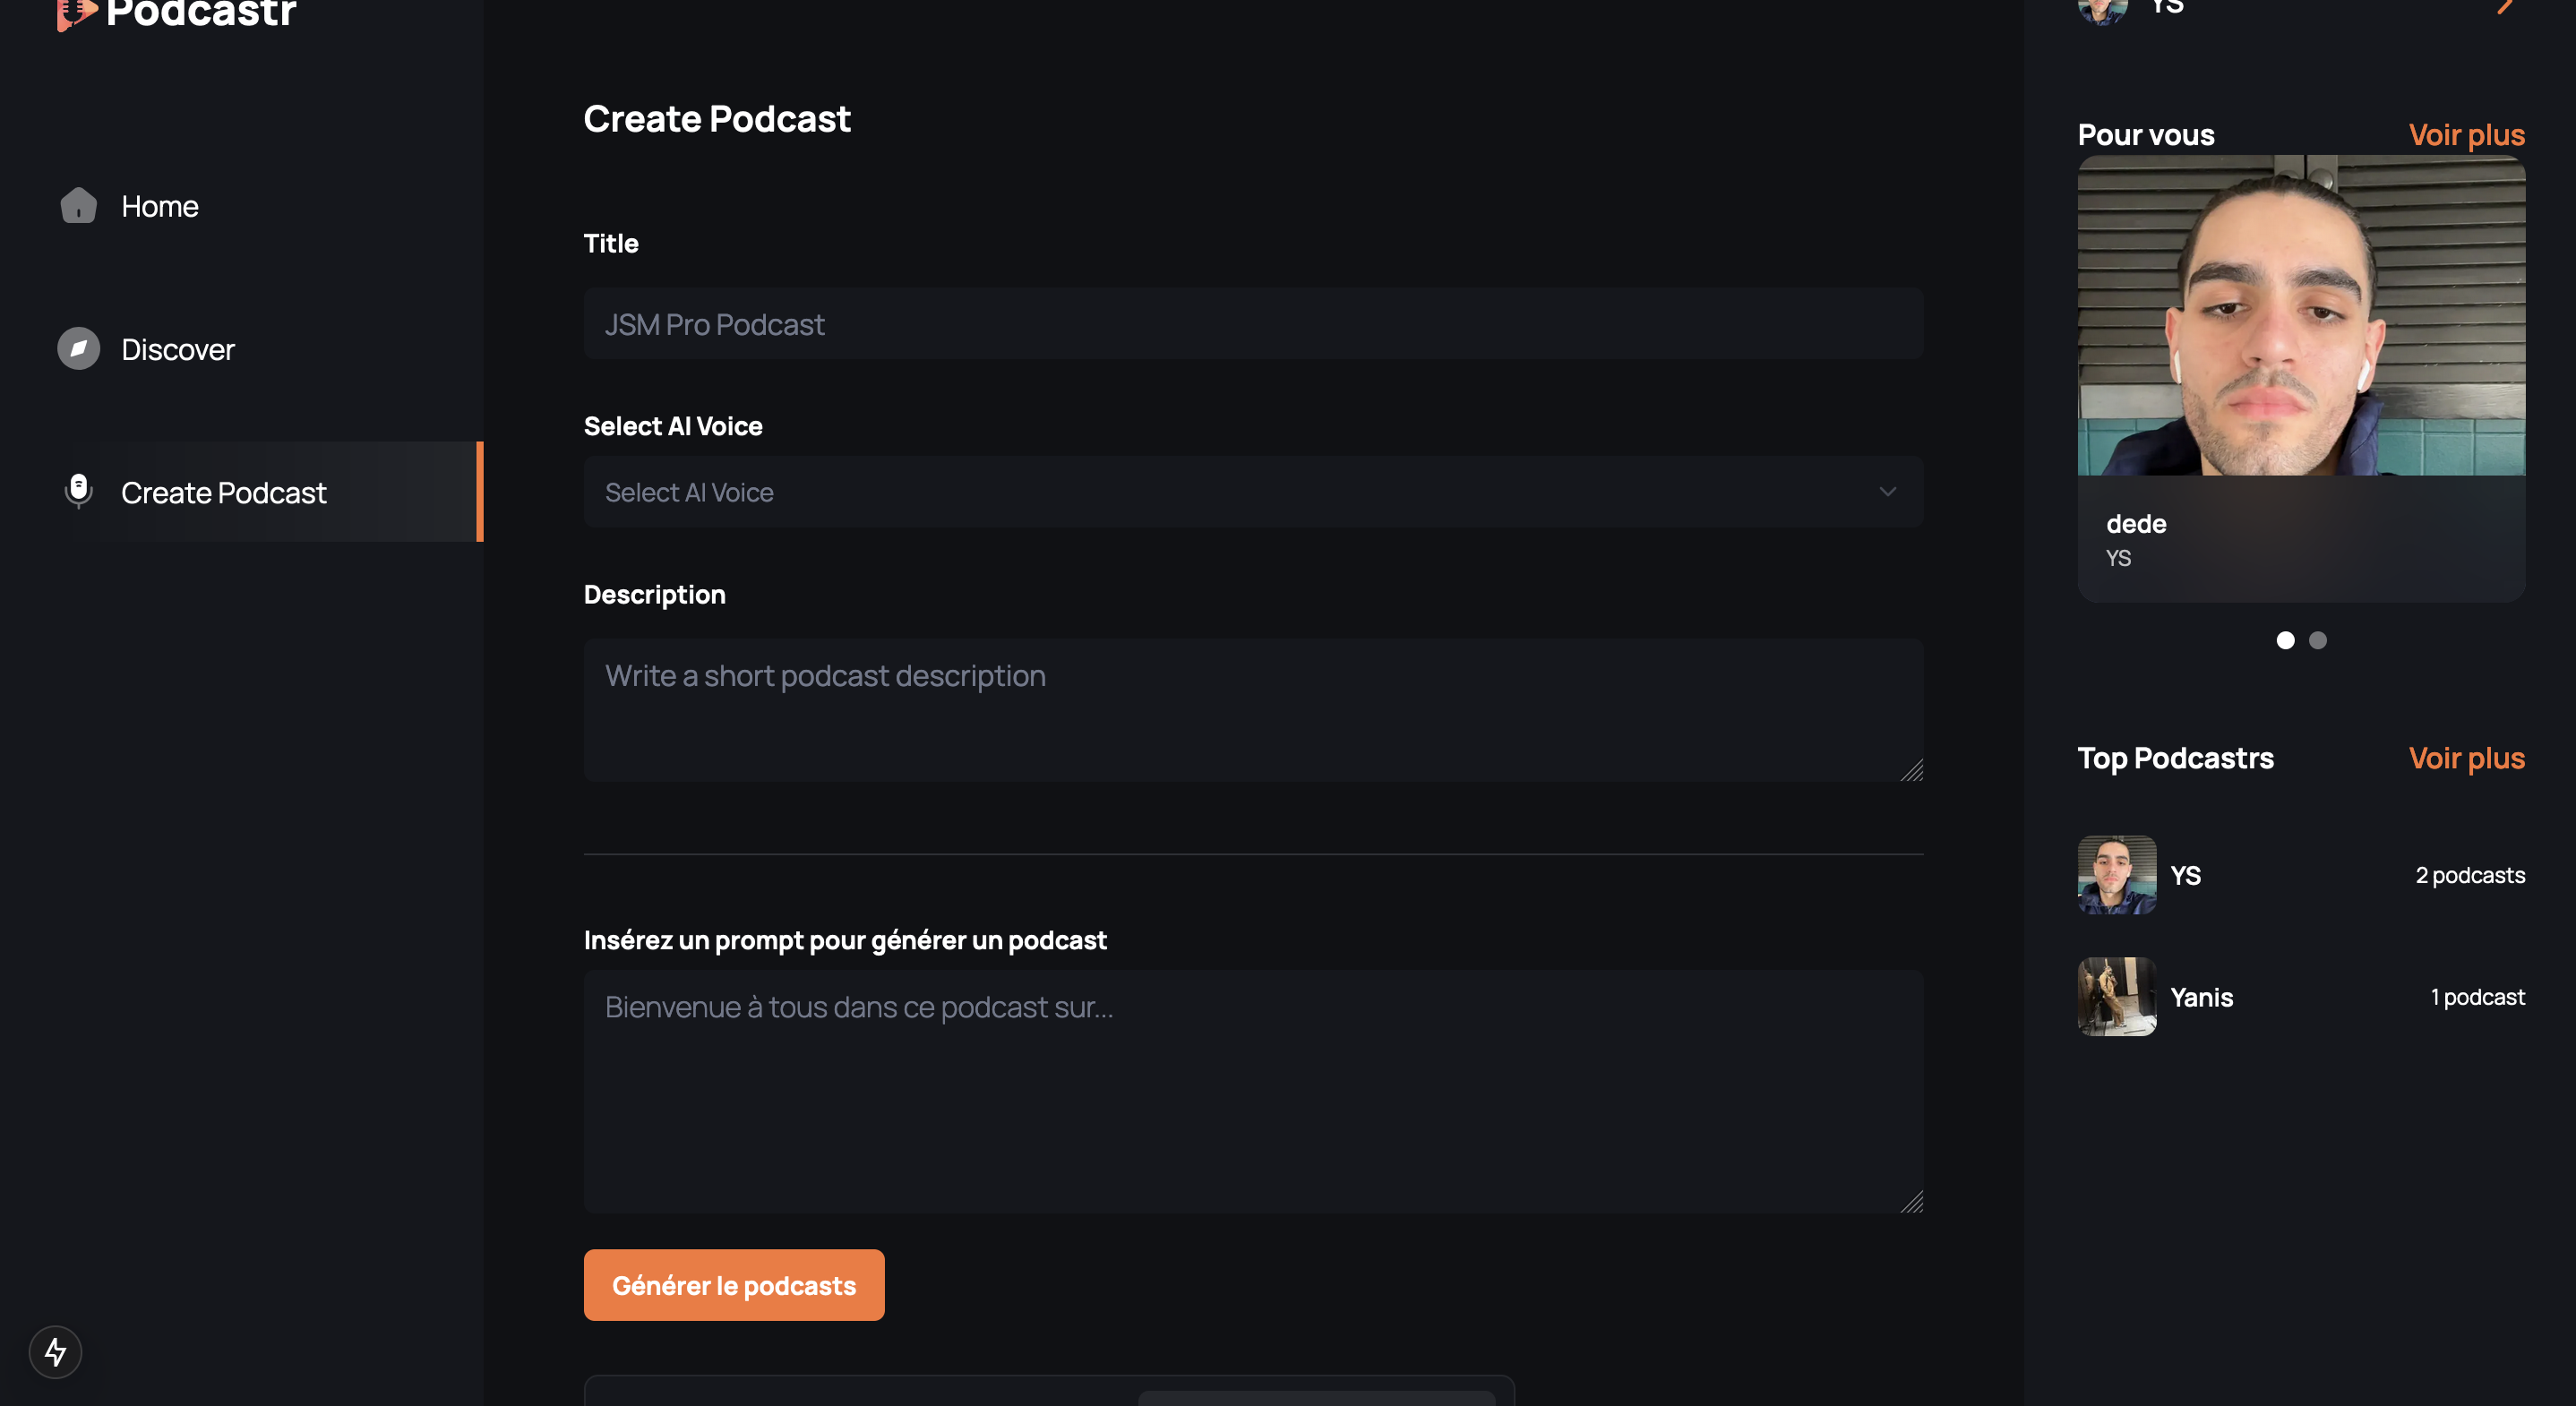 Podcastr
Home
Discover
Create Podcast
Create Podcast
Title
JSM Pro Podcast
Select AI Voice
Select AI Voice
Description
Write a short podcast description
Insérez un prompt pour générer un podcast
Bienvenue à tous dans ce podcast sur...
Générer le podcasts
YS
Pour vous
Voir plus
dede
YS
Top Podcastrs
Voir plus
YS
2 podcasts
Yanis
1 podcast